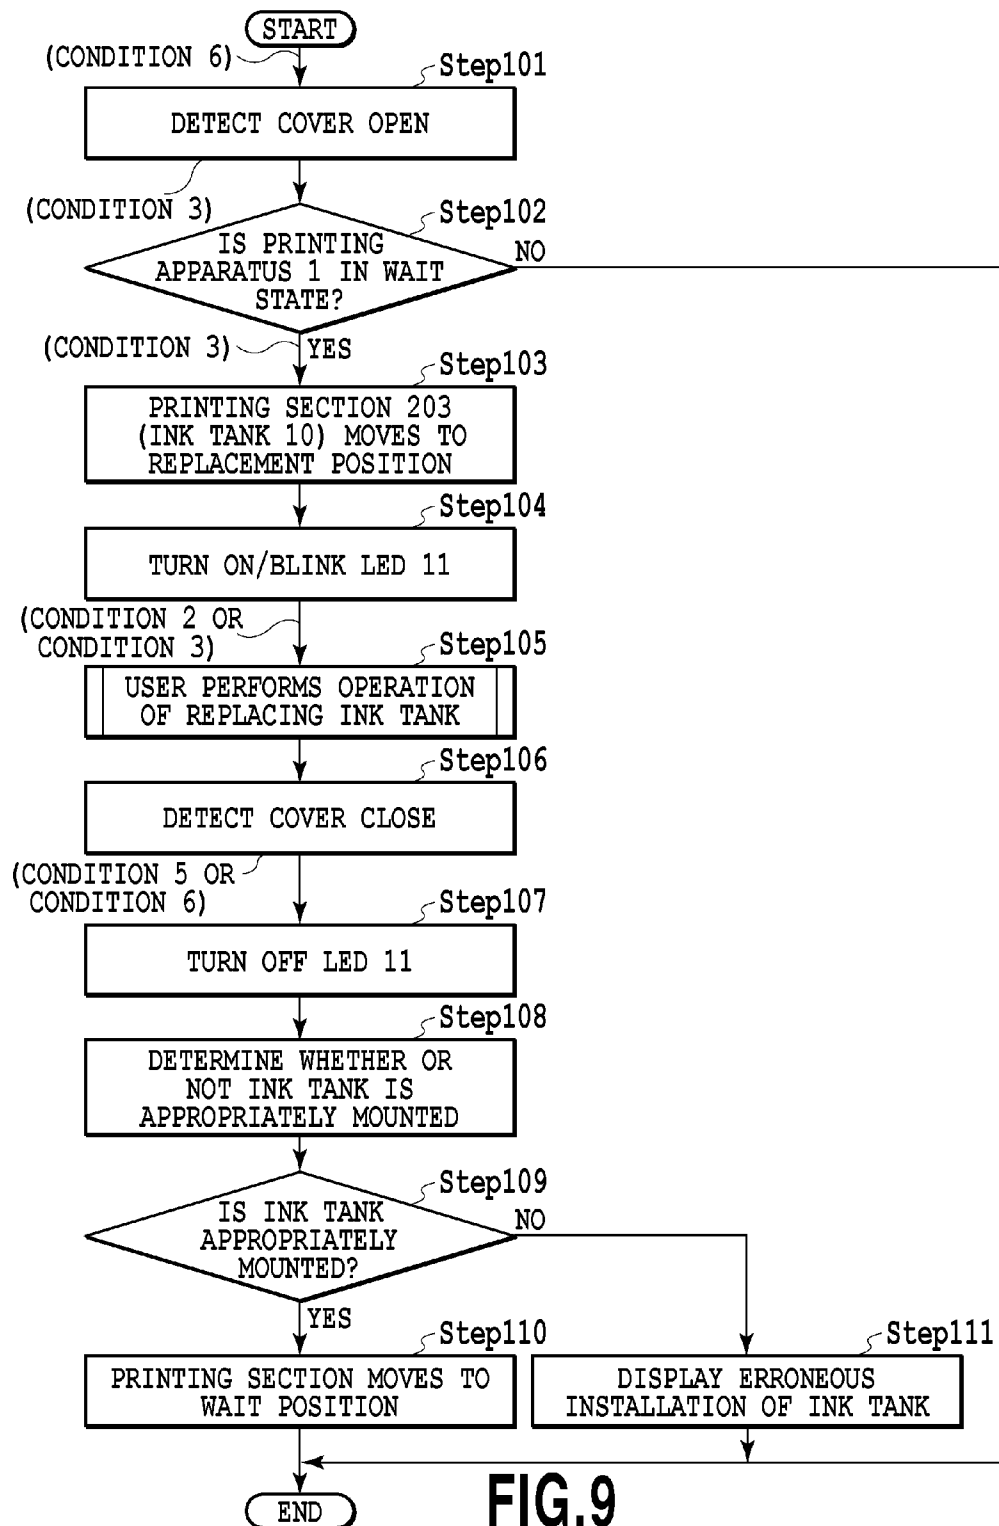 START
(CONDITION 6)
Step101
DETECT COVER OPEN
(CONDITION 3)
Step102
IS PRINTING
APPARATUS 1 IN WAIT
STATE?
NO
(CONDITION 3)
YES
Step103
PRINTING SECTION 203
(INK TANK 10) MOVES TO
REPLACEMENT POSITION
Step104
TURN ON/BLINK LED 11
(CONDITION 2 OR
CONDITION 3)
Step105
USER PERFORMS OPERATION
OF REPLACING INK TANK
Step106
DETECT COVER CLOSE
(CONDITION 5 OR
CONDITION 6)
Step107
TURN OFF LED 11
Step108
DETERMINE WHETHER OR
NOT INK TANK IS
APPROPRIATELY MOUNTED
Step109
IS INK TANK
APPROPRIATELY
MOUNTED?
NO
YES
Step110
PRINTING SECTION MOVES TO
WAIT POSITION
Step111
DISPLAY ERRONEOUS
INSTALLATION OF INK TANK
END
FIG.9